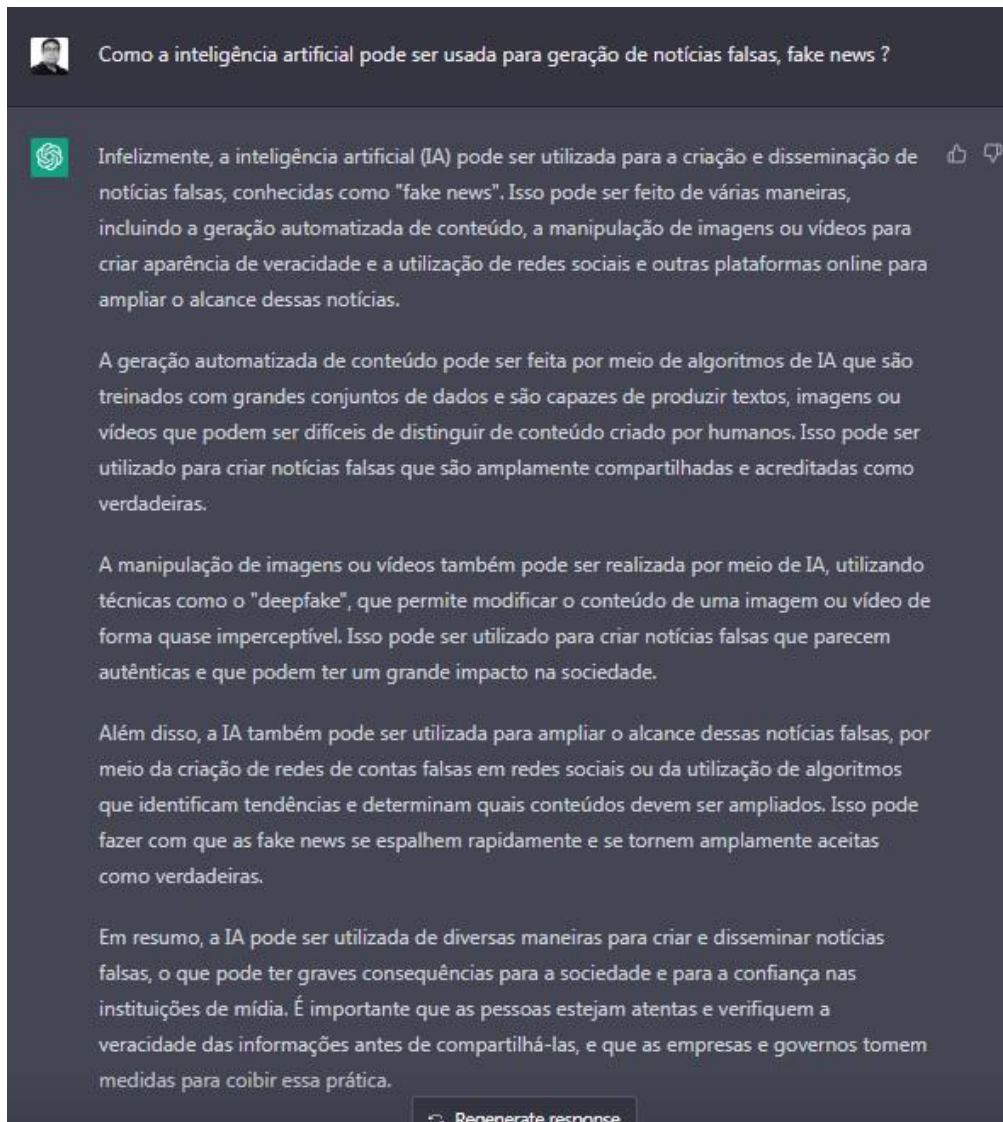 Como a inteligência artificial pode ser usada para geração de notícias falsas, fake news ?
Infelizmente, a inteligência artificial (IA) pode ser utilizada para a criação e disseminação de
notícias falsas, conhecidas como "fake news". Isso pode ser feito de várias maneiras,
incluindo a geração automatizada de conteúdo, a manipulação de imagens ou vídeos para
criar aparência de veracidade e a utilização de redes sociais e outras plataformas online para
ampliar o alcance dessas notícias.
A geração automatizada de conteúdo pode ser feita por meio de algoritmos de IA que são
treinados com grandes conjuntos de dados e são capazes de produzir textos, imagens ou
vídeos que podem ser difíceis de distinguir de conteúdo criado por humanos. Isso pode ser
utilizado para criar notícias falsas que são amplamente compartilhadas e acreditadas como
verdadeiras.
A manipulação de imagens ou vídeos também pode ser realizada por meio de IA, utilizando
técnicas como o "deepfake", que permite modificar o conteúdo de uma imagem ou vídeo de
forma quase imperceptível. Isso pode ser utilizado para criar notícias falsas que parecem
autênticas e que podem ter um grande impacto na sociedade.
Além disso, a IA também pode ser utilizada para ampliar o alcance dessas notícias falsas, por
meio da criação de redes de contas falsas em redes sociais ou da utilização de algoritmos
que identificam tendências e determinam quais conteúdos devem ser ampliados. Isso pode
fazer com que as fake news se espalhem rapidamente e se tornem amplamente aceitas
como verdadeiras.
Em resumo, a IA pode ser utilizada de diversas maneiras para criar e disseminar notícias
falsas, o que pode ter graves consequências para a sociedade e para a confiança nas
instituições de mídia. É importante que as pessoas estejam atentas e verifiquem a
veracidade das informações antes de compartilhá-las, e que as empresas e governos tomem
medidas para coibir essa prática.
Regenerate response